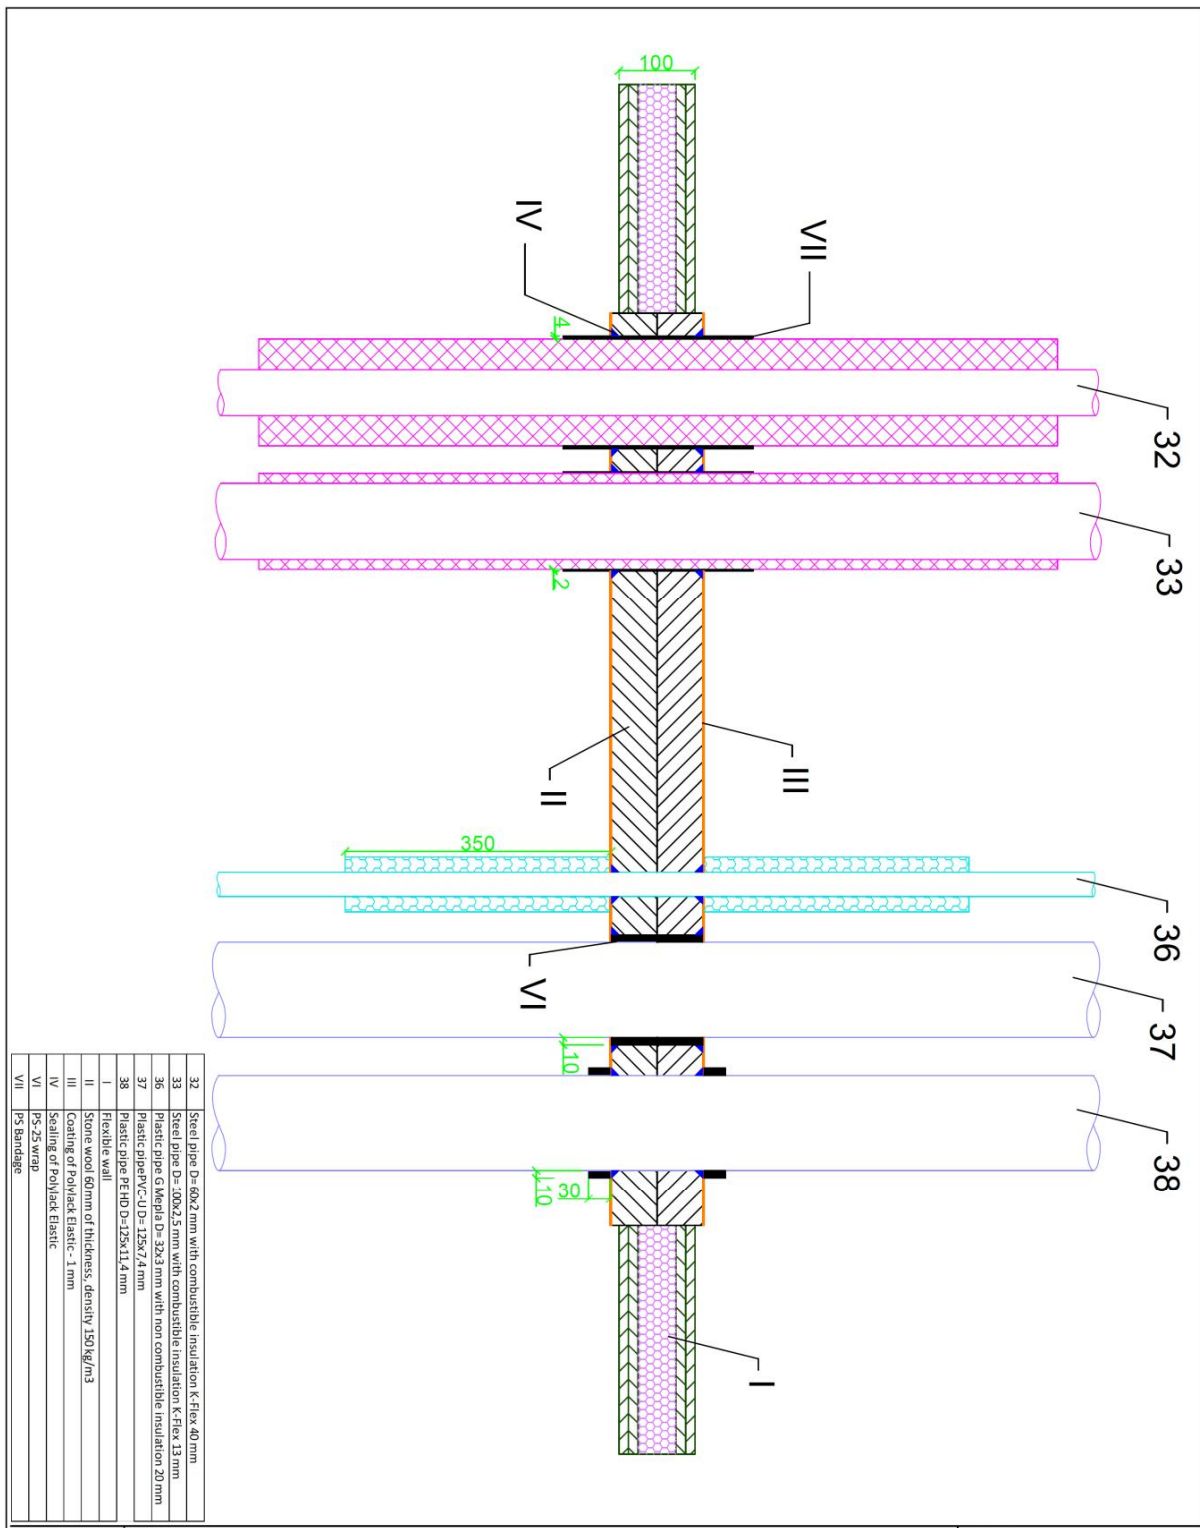 100
IV
VII
4
32
33
2
III
II
350
36
VI
37
10
38
10
30
I
32 Steel pipe D=60x2 mm with combustible insulation K-Flex 40 mm
33 Steel pipe D=100x2,5 mm with combustible insulation K-Flex 13 mm
36 Plastic pipe G Mepla D=32x3 mm with non combustible insulation 20 mm
37 Plastic pipePVC-U D=125x7,4 mm
38 Plastic pipe PE HD D=125x11,4 mm
I Flexible wall
II Stone wool 60mm of thickness, density 150 kg/m3
III Coating of Polylack Elastic - 1 mm
IV Sealing of Polylack Elastic
VI PS-25 wrap
VII PS Bandage